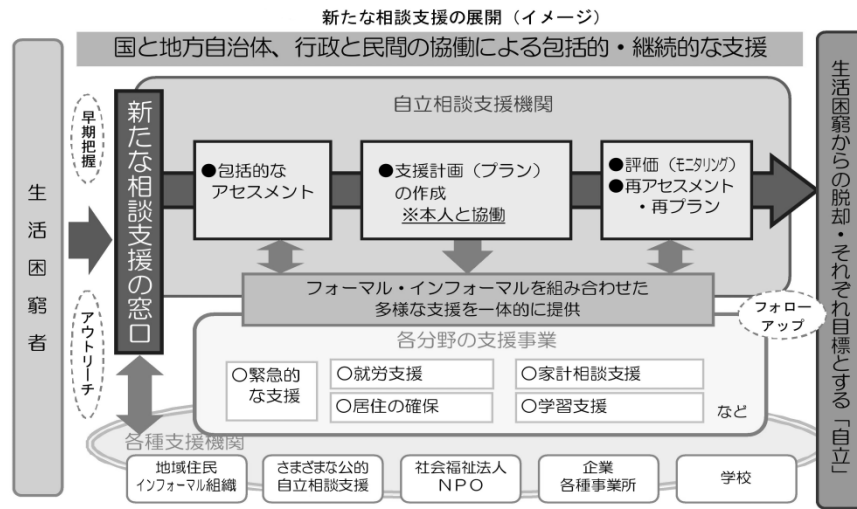 新たな相談支援の展開（イメージ）
国と地方自治体、行政と民間の協働による包括的・継続的な支援
生活困窮者
早期把握
アウトリーチ
新たな相談支援の窓口
自立相談支援機関
●包括的な
アセスメント
●支援計画（プラン）
の作成
※本人と協働
●評価（モニタリング）
●再アセスメント
・再プラン
フォーマル・インフォーマルを組み合わせた
多様な支援を一体的に提供
フォロー
アップ
各分野の支援事業
○緊急的
な支援
○就労支援
○家計相談支援
○居住の確保
○学習支援
など
各種支援機関
地域住民
インフォーマル組織
さまざまな公的
自立相談支援
社会福祉法人
NPO
企業
各種事業所
学校
生活困窮からの脱却・それぞれ目標とする「自立」